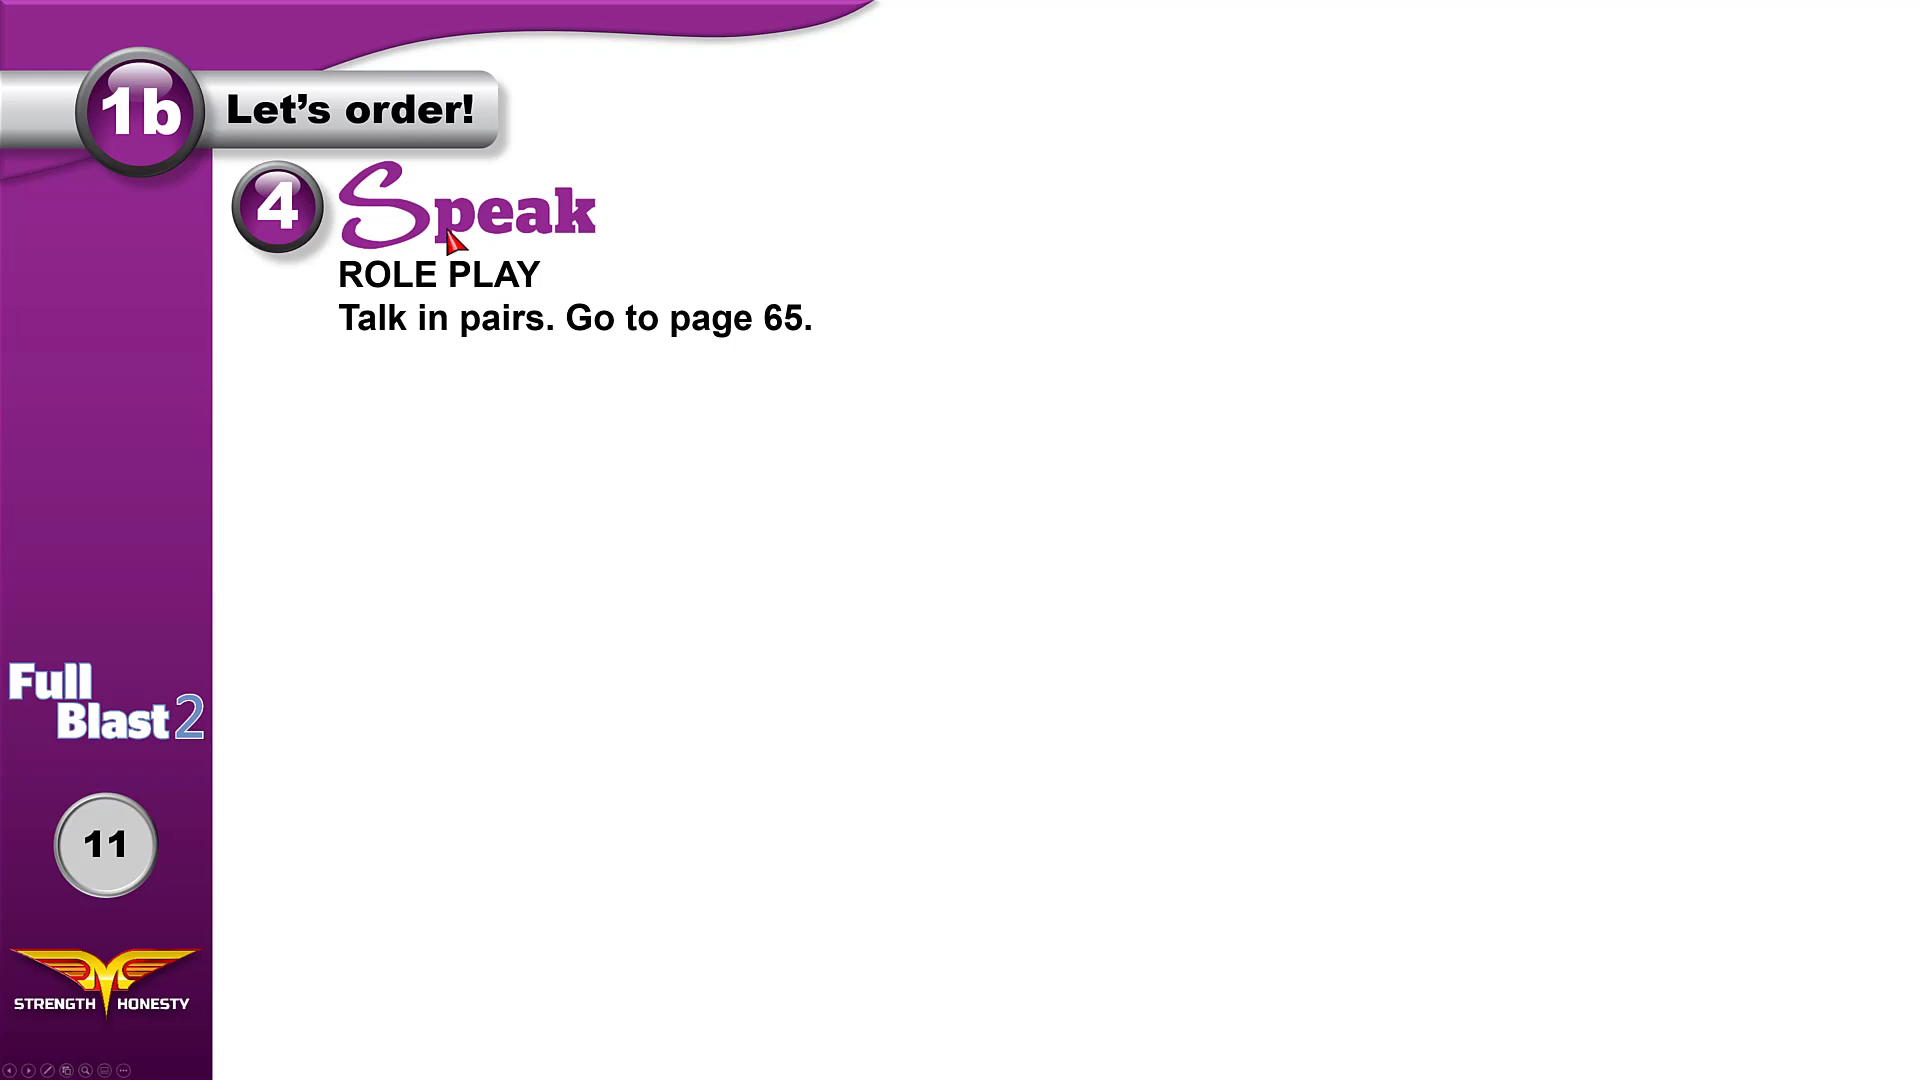 1b
Let’s order!
4
Speak
ROLE PLAY
Talk in pairs. Go to page 65.
Full
Blast 2
11
STRENGTH HONESTY